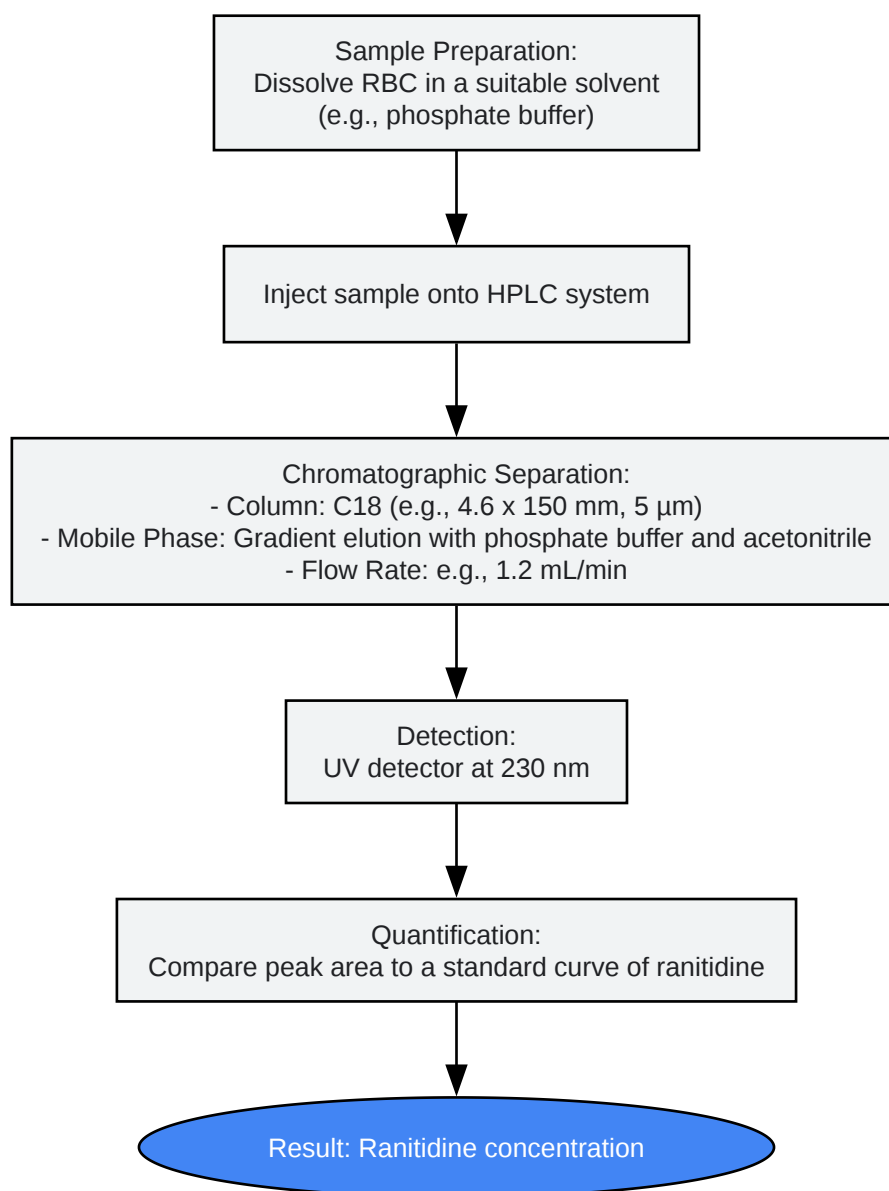 Sample Preparation:
Dissolve RBC in a suitable solvent
(e.g., phosphate buffer)
Inject sample onto HPLC system
Chromatographic Separation:
- Column: C18 (e.g., 4.6 x 150 mm, 5 µm)
- Mobile Phase: Gradient elution with phosphate buffer and acetonitrile
- Flow Rate: e.g., 1.2 mL/min
Detection:
UV detector at 230 nm
Quantification:
Compare peak area to a standard curve of ranitidine
Result: Ranitidine concentration